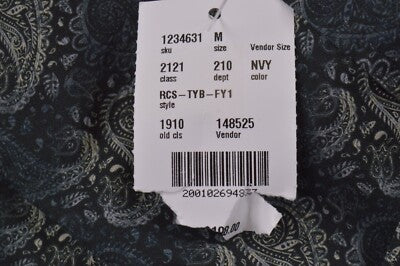 1234631 M
sku size Vendor Size
2121 210 NVY
class dept color
RCS-TYB-FY1
style
1910 148525
old cls Vendor